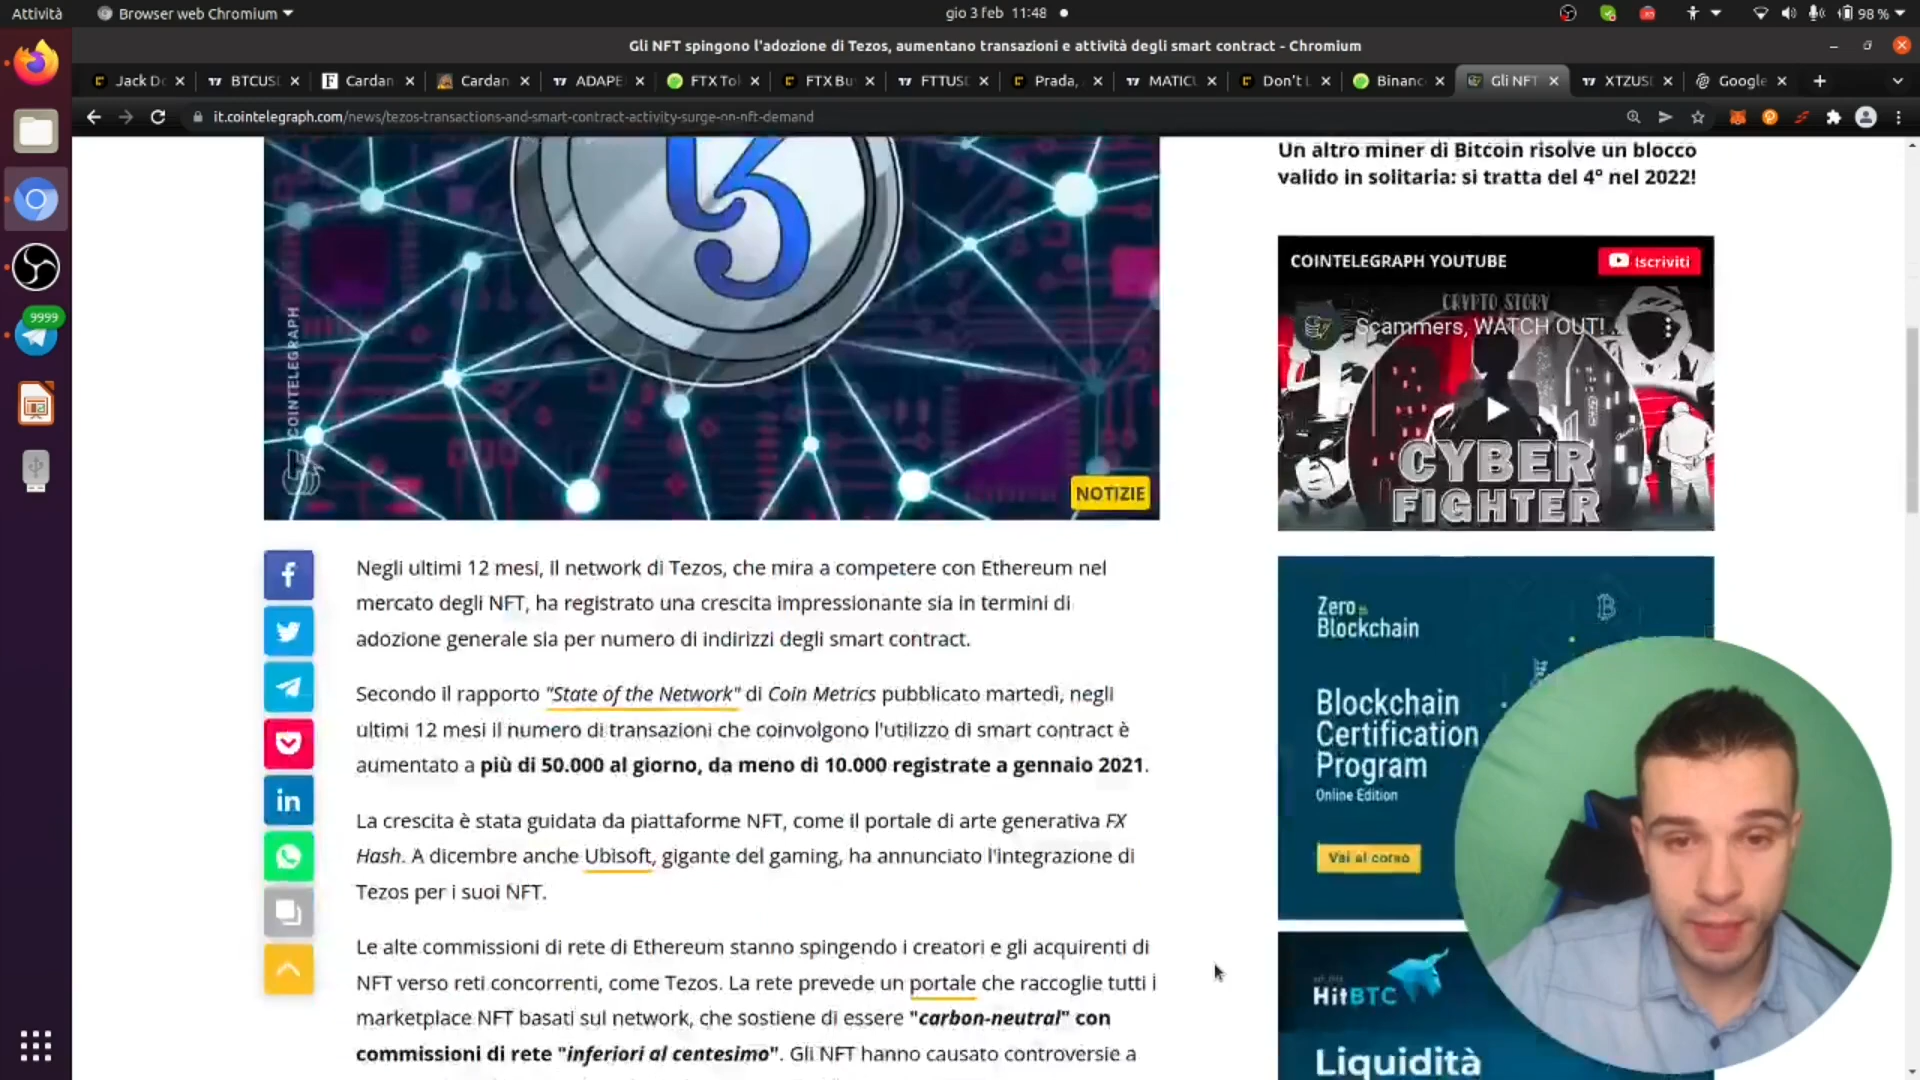 Attività
Browser web Chromium
gio 3 feb 11:48
98 %
Gli NFT spingono l'adozione di Tezos, aumentano transazioni e attività degli smart contract - Chromium
Jack Do
BTCUS
Cardan
Cardan
ADAPE
FTX To
FTX Bu
FTTUS
Prada,
MATIC
Don't L
Binanc
Gli NFT
XTZUS
Google
it.cointelegraph.com/news/tezos-transactions-and-smart-contract-activity-surge-on-nft-demand
9999
COINTELEGRAPH
NOTIZIE
Negli ultimi 12 mesi, il network di Tezos, che mira a competere con Ethereum nel
mercato degli NFT, ha registrato una crescita impressionante sia in termini di
adozione generale sia per numero di indirizzi degli smart contract.
Secondo il rapporto "State of the Network" di Coin Metrics pubblicato martedì, negli
ultimi 12 mesi il numero di transazioni che coinvolgono l'utilizzo di smart contract è
aumentato a più di 50.000 al giorno, da meno di 10.000 registrate a gennaio 2021.
La crescita è stata guidata da piattaforme NFT, come il portale di arte generativa FX
Hash. A dicembre anche Ubisoft, gigante del gaming, ha annunciato l'integrazione di
Tezos per i suoi NFT.
Le alte commissioni di rete di Ethereum stanno spingendo i creatori e gli acquirenti di
NFT verso reti concorrenti, come Tezos. La rete prevede un portale che raccoglie tutti i
marketplace NFT basati sul network, che sostiene di essere "carbon-neutral" con
commissioni di rete "inferiori al centesimo". Gli NFT hanno causato controversie a
Un altro miner di Bitcoin risolve un blocco
valido in solitaria: si tratta del 4° nel 2022!
COINTELEGRAPH YOUTUBE
Iscriviti
CRYPTO STORY
Scammers, WATCH OUT! ...
CYBER
FIGHTER
Zero
Blockchain
Blockchain
Certification
Program
Online Edition
Vai al corso
HitBTC
Liquidità